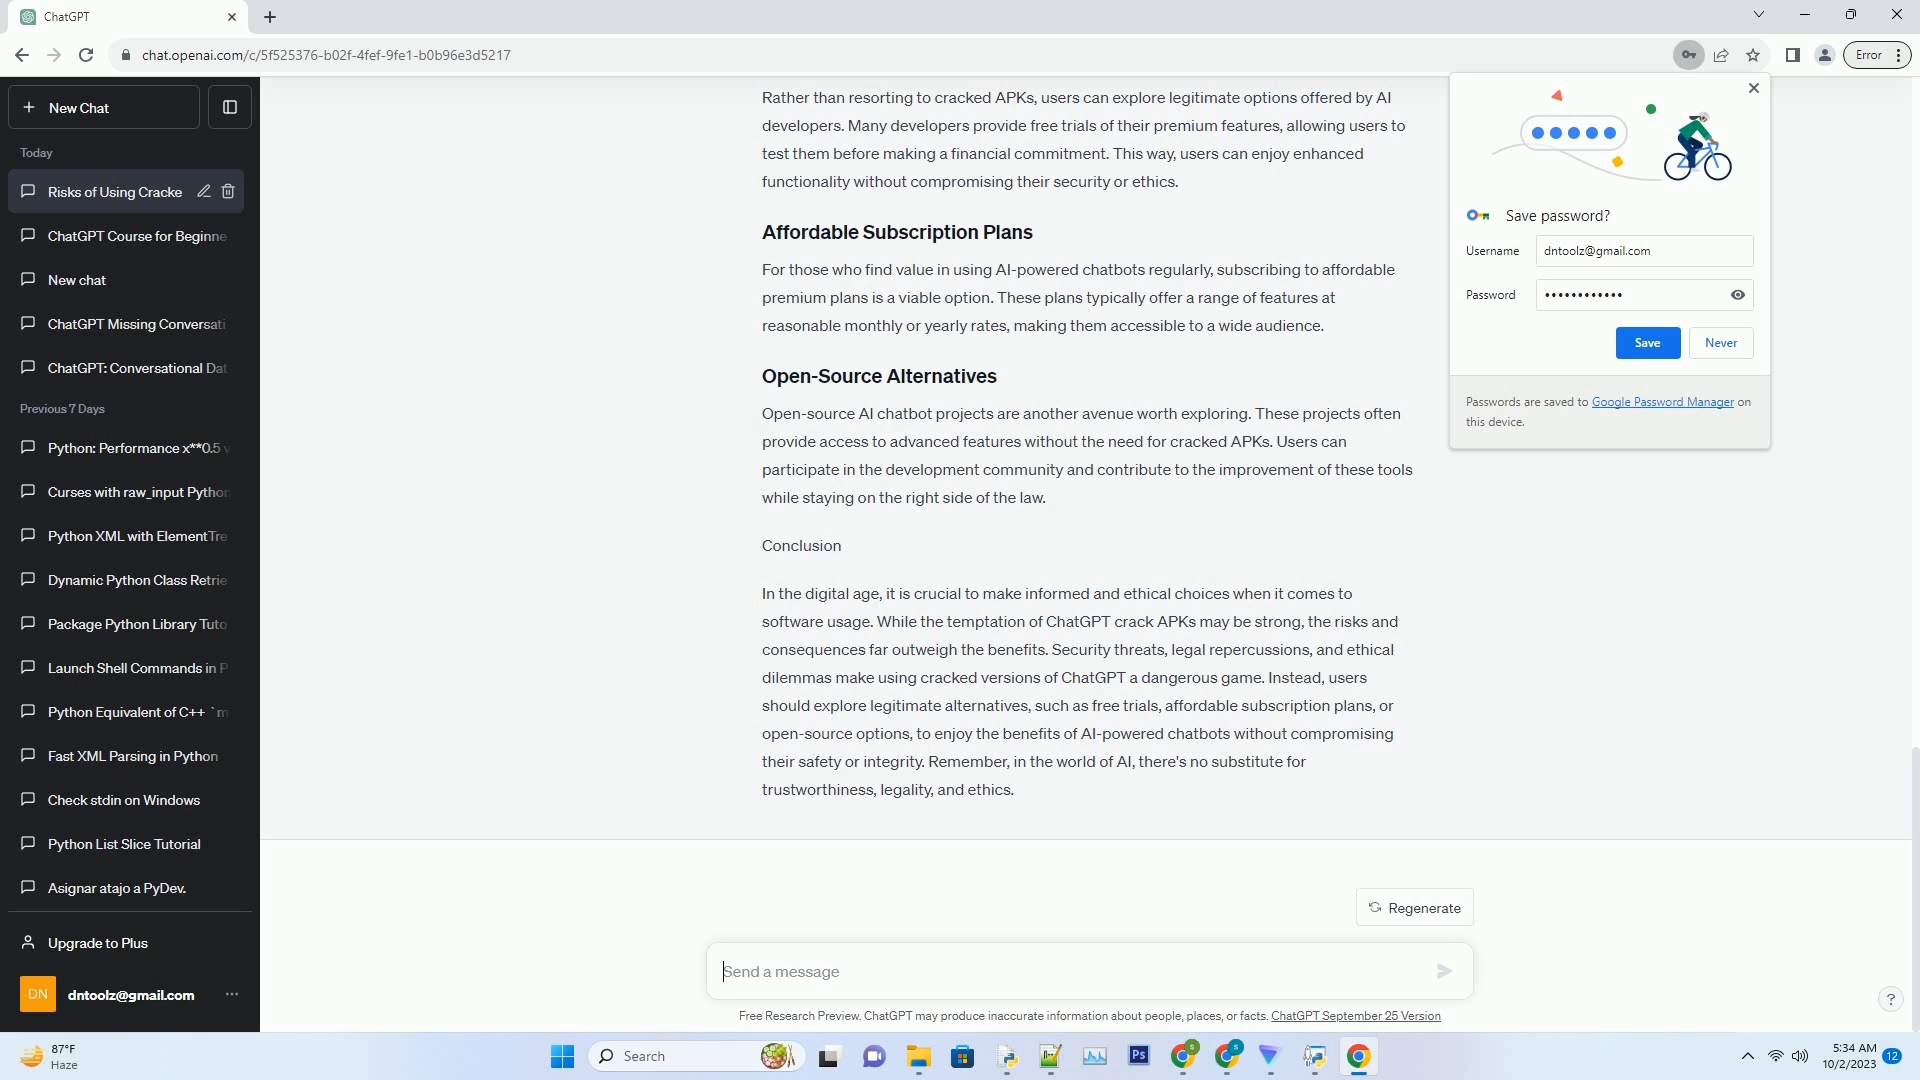 ChatGPT
chat.openai.com/c/5f525376-b02f-4fef-9fe1-b0b96e3d5217
Error
New Chat
Today
Risks of Using Cracke
ChatGPT Course for Beginne
New chat
ChatGPT Missing Conversati
ChatGPT: Conversational Dat
Previous 7 Days
Python: Performance x**0.5 v
Curses with raw_input Python
Python XML with ElementTre
Dynamic Python Class Retrie
Package Python Library Tuto
Launch Shell Commands in P
Python Equivalent of C++ `m
Fast XML Parsing in Python
Check stdin on Windows
Python List Slice Tutorial
Asignar atajo a PyDev.
Upgrade to Plus
DN
dntoolz@gmail.com
Rather than resorting to cracked APKs, users can explore legitimate options offered by AI
developers. Many developers provide free trials of their premium features, allowing users to
test them before making a financial commitment. This way, users can enjoy enhanced
functionality without compromising their security or ethics.
Affordable Subscription Plans
For those who find value in using AI-powered chatbots regularly, subscribing to affordable
premium plans is a viable option. These plans typically offer a range of features at
reasonable monthly or yearly rates, making them accessible to a wide audience.
Open-Source Alternatives
Open-source AI chatbot projects are another avenue worth exploring. These projects often
provide access to advanced features without the need for cracked APKs. Users can
participate in the development community and contribute to the improvement of these tools
while staying on the right side of the law.
Conclusion
In the digital age, it is crucial to make informed and ethical choices when it comes to
software usage. While the temptation of ChatGPT crack APKs may be strong, the risks and
consequences far outweigh the benefits. Security threats, legal repercussions, and ethical
dilemmas make using cracked versions of ChatGPT a dangerous game. Instead, users
should explore legitimate alternatives, such as free trials, affordable subscription plans, or
open-source options, to enjoy the benefits of AI-powered chatbots without compromising
their safety or integrity. Remember, in the world of AI, there's no substitute for
trustworthiness, legality, and ethics.
Regenerate
Send a message
Free Research Preview. ChatGPT may produce inaccurate information about people, places, or facts. ChatGPT September 25 Version
?
Save password?
Username dntoolz@gmail.com
Password ••••••••••••
Save Never
Passwords are saved to Google Password Manager on
this device.
87°F
Haze
Search
Ps
S
S
5:34 AM
10/2/2023
12